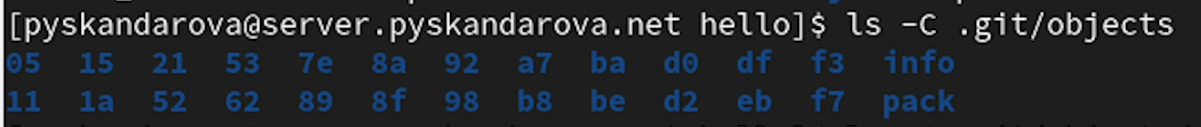 [pyskandarova@server.pyskandarova.net hello]$ ls -C .git/objects
05 15 21 53 7e 8a 92 a7 ba d0 df f3 info
11 1a 52 62 89 8f 98 b8 be d2 eb f7 pack